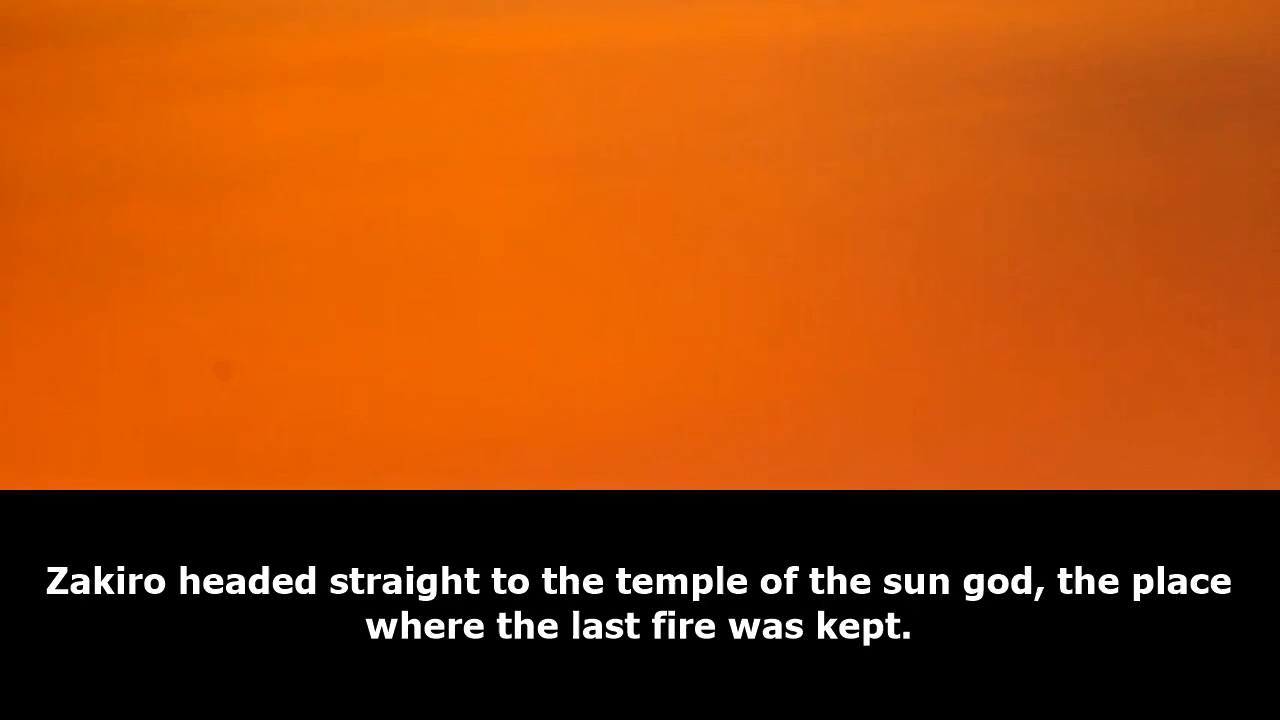 Zakiro headed straight to the temple of the sun god, the place
where the last fire was kept.